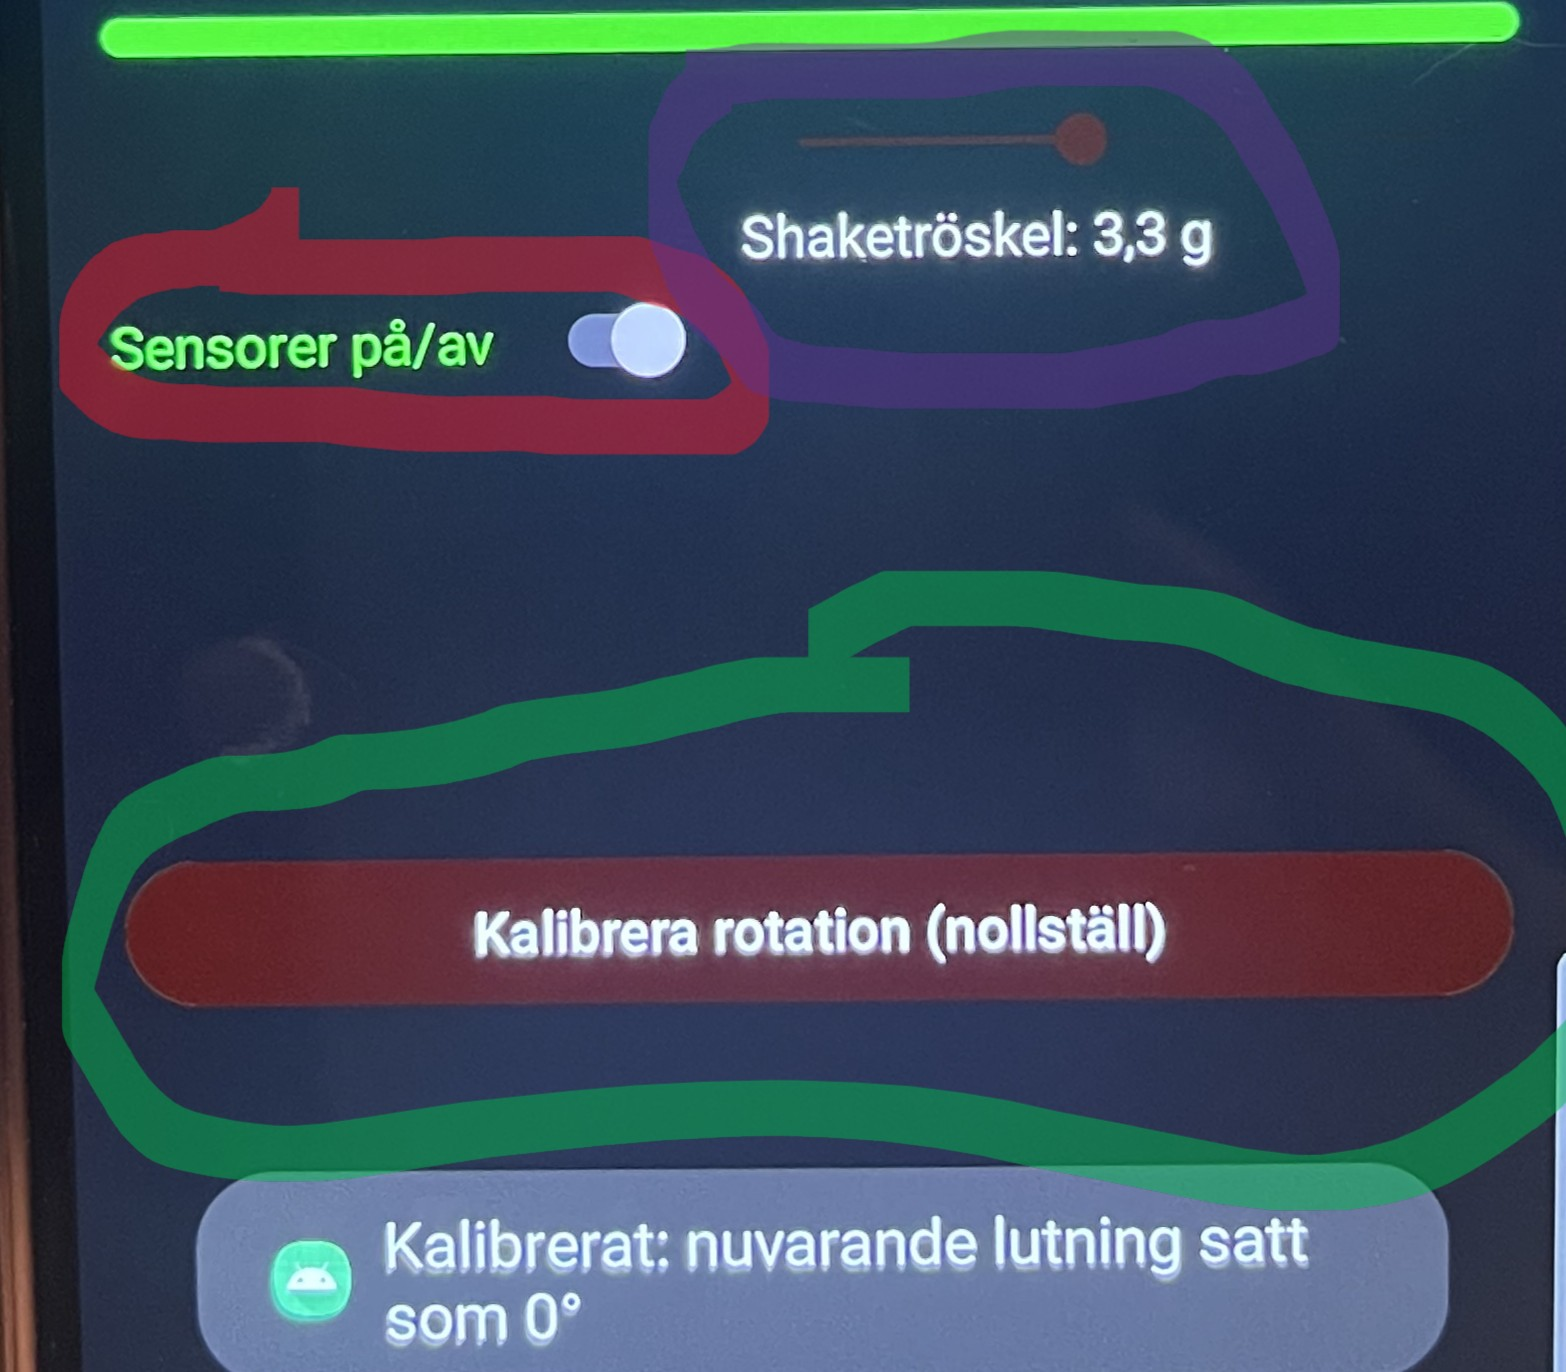 Shaketröskel: 3,3 g
Sensorer på/av
Kalibrera rotation (nollställ)
Kalibrerat: nuvarande lutning satt
som 0°